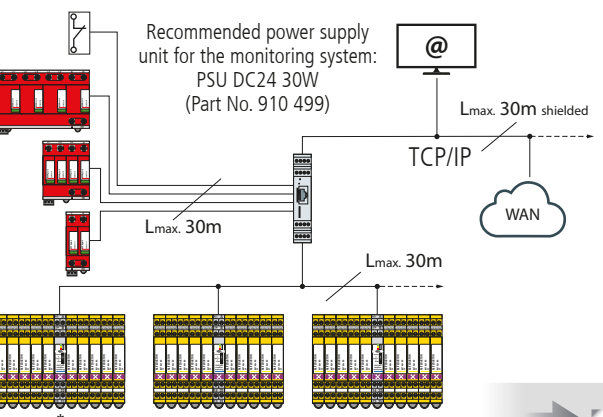 Recommended power supply
unit for the monitoring system:
PSU DC24 30W
(Part No. 910 499)
@
Lmax. 30m shielded
TCP/IP
WAN
Lmax. 30m
Lmax. 30m
*